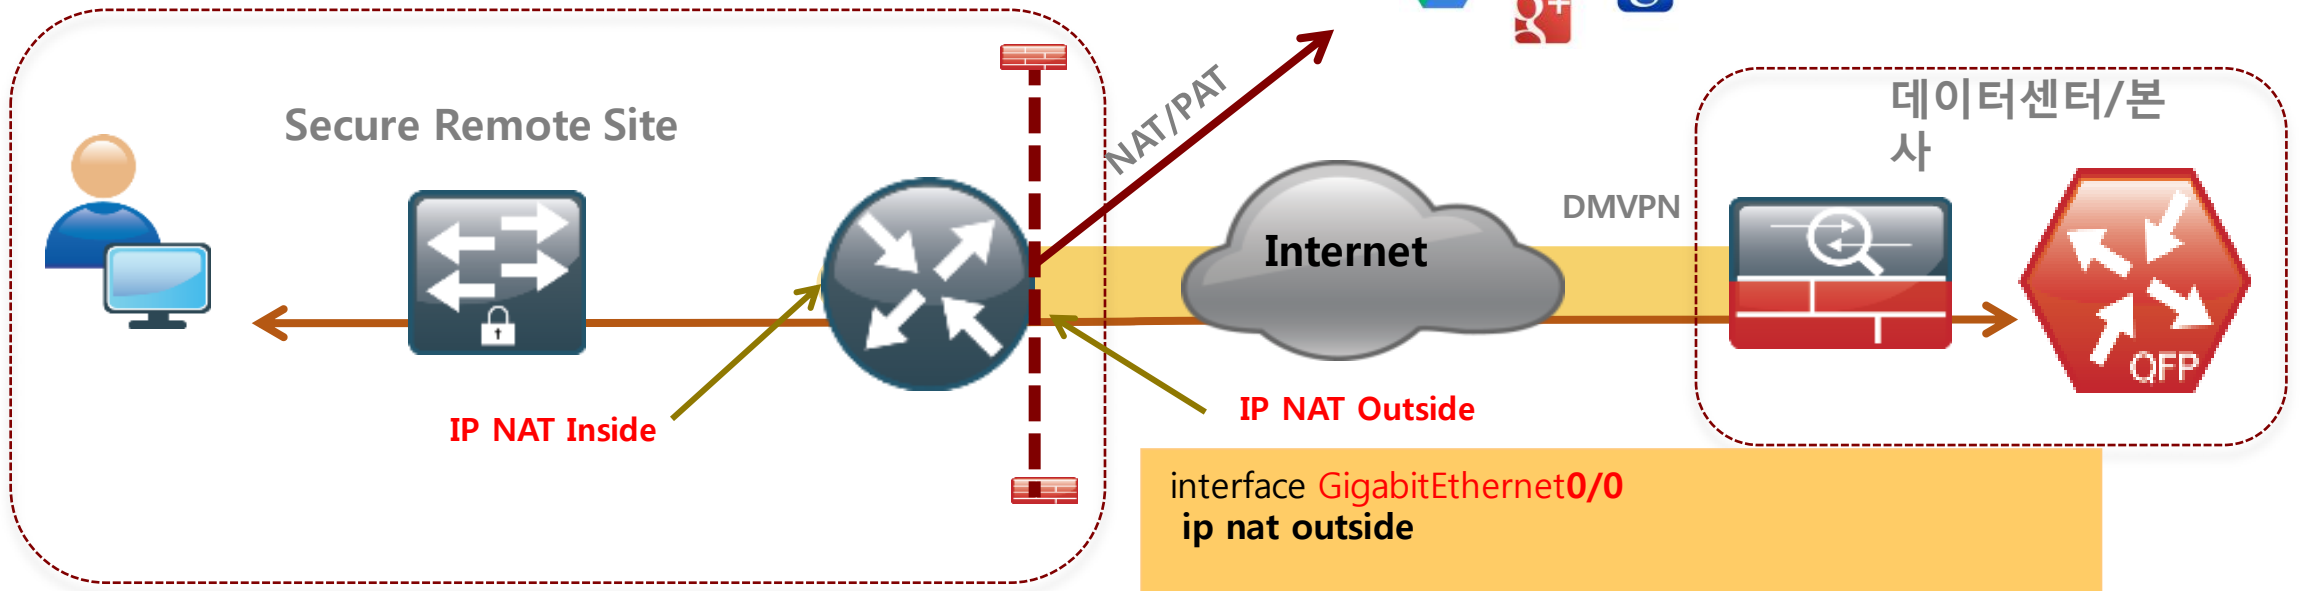 g+
Secure Remote Site
NAT/PAT
데이터센터/본
사
DMVPN
Internet
QFP
IP NAT Inside
IP NAT Outside
interface GigabitEthernet0/0
ip nat outside